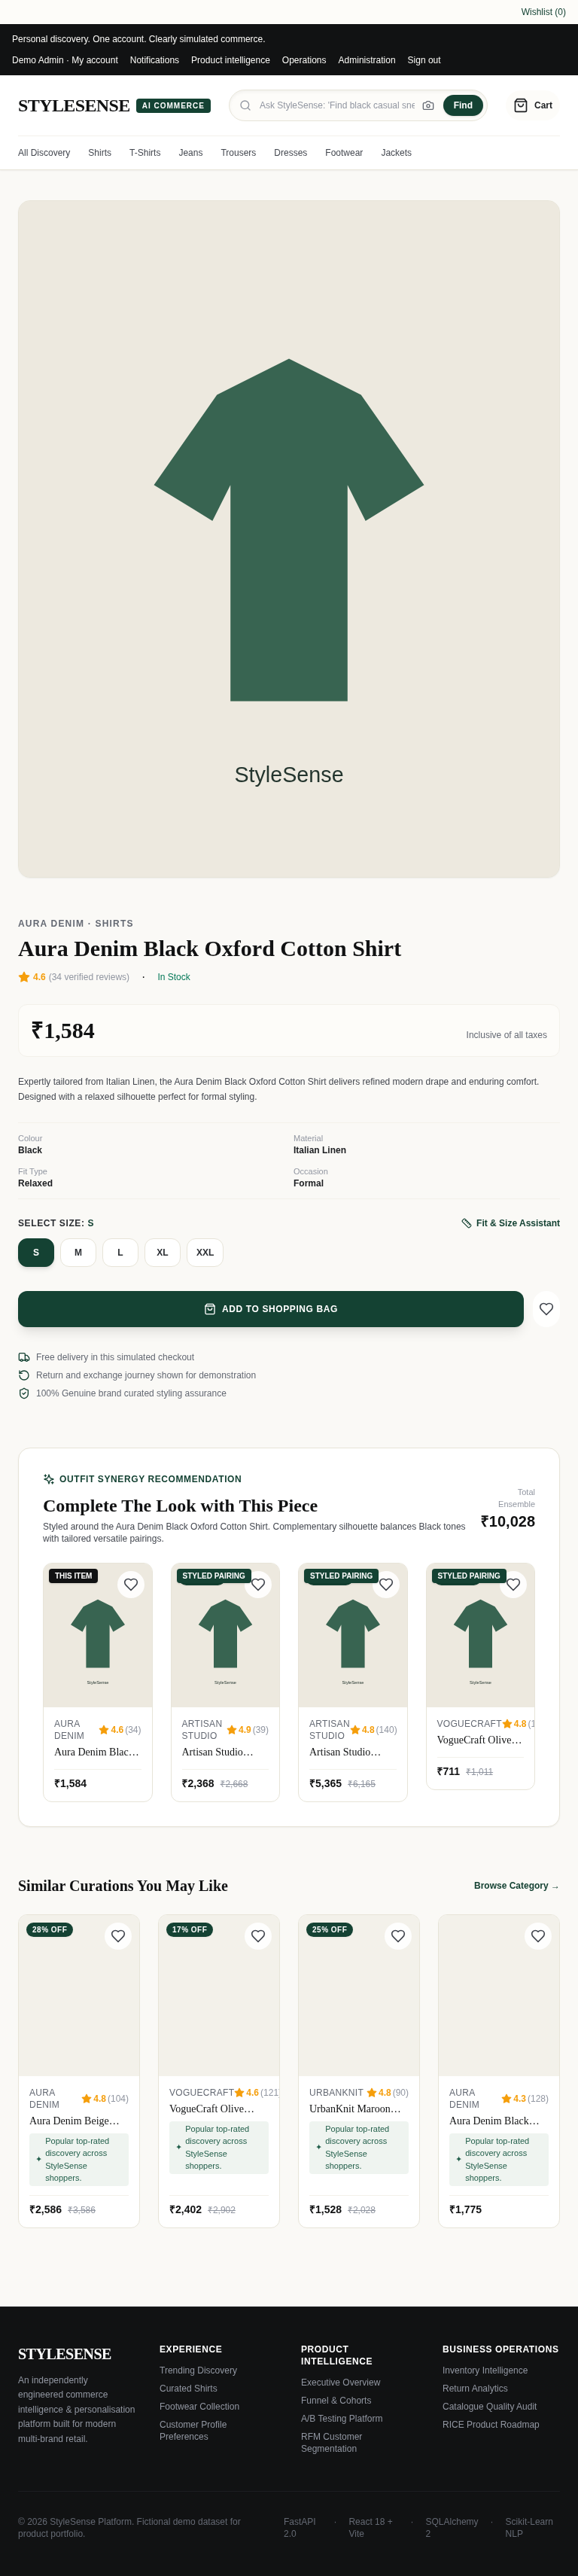 Wishlist (0)
Personal discovery. One account. Clearly simulated commerce.
Demo Admin · My account Notifications Product intelligence Operations Administration Sign out
STYLESENSE AI COMMERCE Ask StyleSense: 'Find black casual sne Find Cart
All Discovery Shirts T-Shirts Jeans Trousers Dresses Footwear Jackets
StyleSense
AURA DENIM · SHIRTS
Aura Denim Black Oxford Cotton Shirt
4.6 (34 verified reviews) · In Stock
₹1,584 Inclusive of all taxes
Expertly tailored from Italian Linen, the Aura Denim Black Oxford Cotton Shirt delivers refined modern drape and enduring comfort.
Designed with a relaxed silhouette perfect for formal styling.
Colour Material
Black Italian Linen
Fit Type Occasion
Relaxed Formal
SELECT SIZE: S Fit & Size Assistant
S M L XL XXL
ADD TO SHOPPING BAG
Free delivery in this simulated checkout
Return and exchange journey shown for demonstration
100% Genuine brand curated styling assurance
OUTFIT SYNERGY RECOMMENDATION
Complete The Look with This Piece
Styled around the Aura Denim Black Oxford Cotton Shirt. Complementary silhouette balances Black tones
with tailored versatile pairings.
Total
Ensemble
₹10,028
THIS ITEM
StyleSense
AURA
DENIM
4.6 (34)
Aura Denim Blac…
₹1,584
STYLED PAIRING
StyleSense
ARTISAN
STUDIO
4.9 (39)
Artisan Studio…
₹2,368 ₹2,668
STYLED PAIRING
StyleSense
ARTISAN
STUDIO
4.8 (140)
Artisan Studio…
₹5,365 ₹6,165
STYLED PAIRING
StyleSense
VOGUECRAFT 4.8 (1
VogueCraft Olive…
₹711 ₹1,011
Similar Curations You May Like Browse Category →
28% OFF
AURA
DENIM
4.8 (104)
Aura Denim Beige…
Popular top-rated
discovery across
StyleSense
shoppers.
₹2,586 ₹3,586
17% OFF
VOGUECRAFT 4.6 (121
VogueCraft Olive…
Popular top-rated
discovery across
StyleSense
shoppers.
₹2,402 ₹2,902
25% OFF
URBANKNIT 4.8 (90)
UrbanKnit Maroon…
Popular top-rated
discovery across
StyleSense
shoppers.
₹1,528 ₹2,028
AURA
DENIM
4.3 (128)
Aura Denim Black…
Popular top-rated
discovery across
StyleSense
shoppers.
₹1,775
STYLESENSE
An independently
engineered commerce
intelligence & personalisation
platform built for modern
multi-brand retail.
EXPERIENCE
Trending Discovery
Curated Shirts
Footwear Collection
Customer Profile
Preferences
PRODUCT
INTELLIGENCE
Executive Overview
Funnel & Cohorts
A/B Testing Platform
RFM Customer
Segmentation
BUSINESS OPERATIONS
Inventory Intelligence
Return Analytics
Catalogue Quality Audit
RICE Product Roadmap
© 2026 StyleSense Platform. Fictional demo dataset for
product portfolio.
FastAPI
2.0
·
React 18 +
Vite
·
SQLAlchemy
2
·
Scikit-Learn
NLP